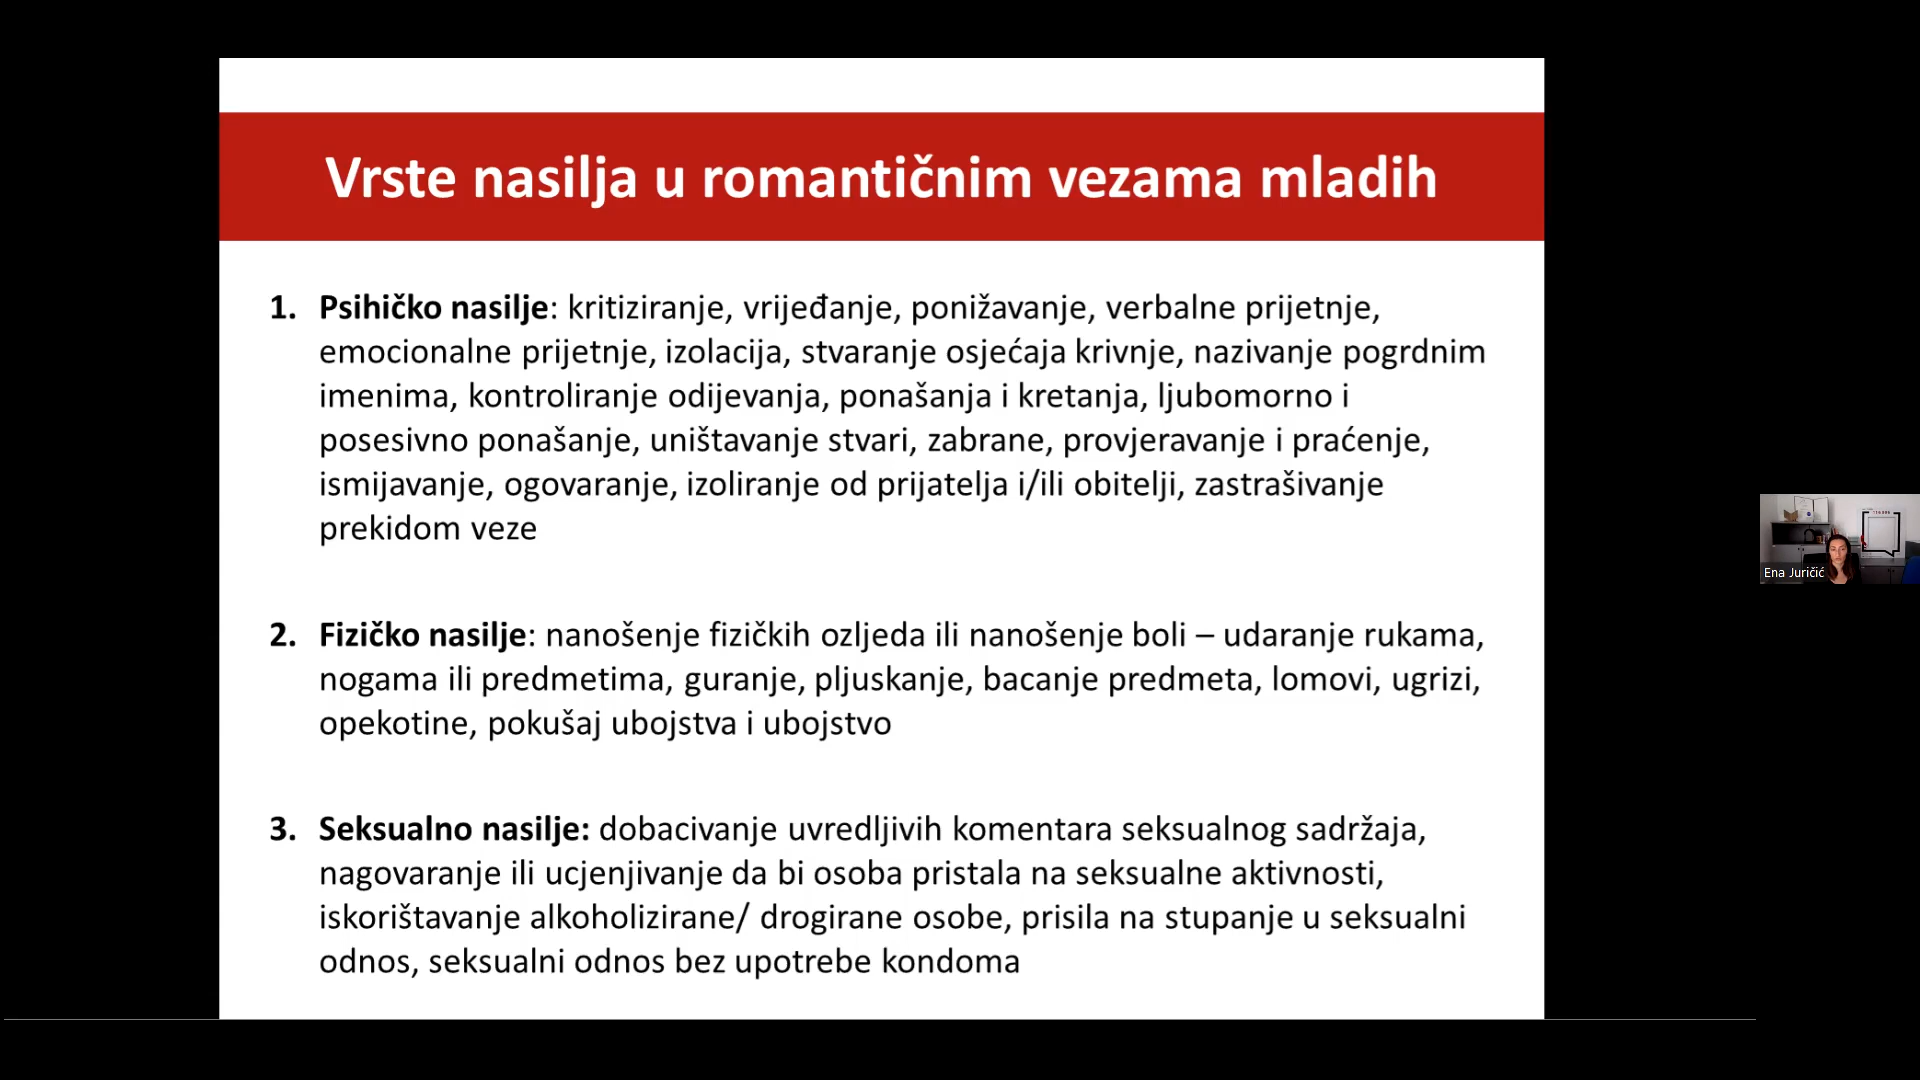 Vrste nasilja u romantičnim vezama mladih
1. Psihičko nasilje: kritiziranje, vrijeđanje, ponižavanje, verbalne prijetnje,
emocionalne prijetnje, izolacija, stvaranje osjećaja krivnje, nazivanje pogrdnim
imenima, kontroliranje odijevanja, ponašanja i kretanja, ljubomorno i
posesivno ponašanje, uništavanje stvari, zabrane, provjeravanje i praćenje,
ismijavanje, ogovaranje, izoliranje od prijatelja i/ili obitelji, zastrašivanje
prekidom veze
2. Fizičko nasilje: nanošenje fizičkih ozljeda ili nanošenje boli – udaranje rukama,
nogama ili predmetima, guranje, pljuskanje, bacanje predmeta, lomovi, ugrizi,
opekotine, pokušaj ubojstva i ubojstvo
3. Seksualno nasilje: dobacivanje uvredljivih komentara seksualnog sadržaja,
nagovaranje ili ucjenjivanje da bi osoba pristala na seksualne aktivnosti,
iskorištavanje alkoholizirane/ drogirane osobe, prisila na stupanje u seksualni
odnos, seksualni odnos bez upotrebe kondoma
Ena Juričić